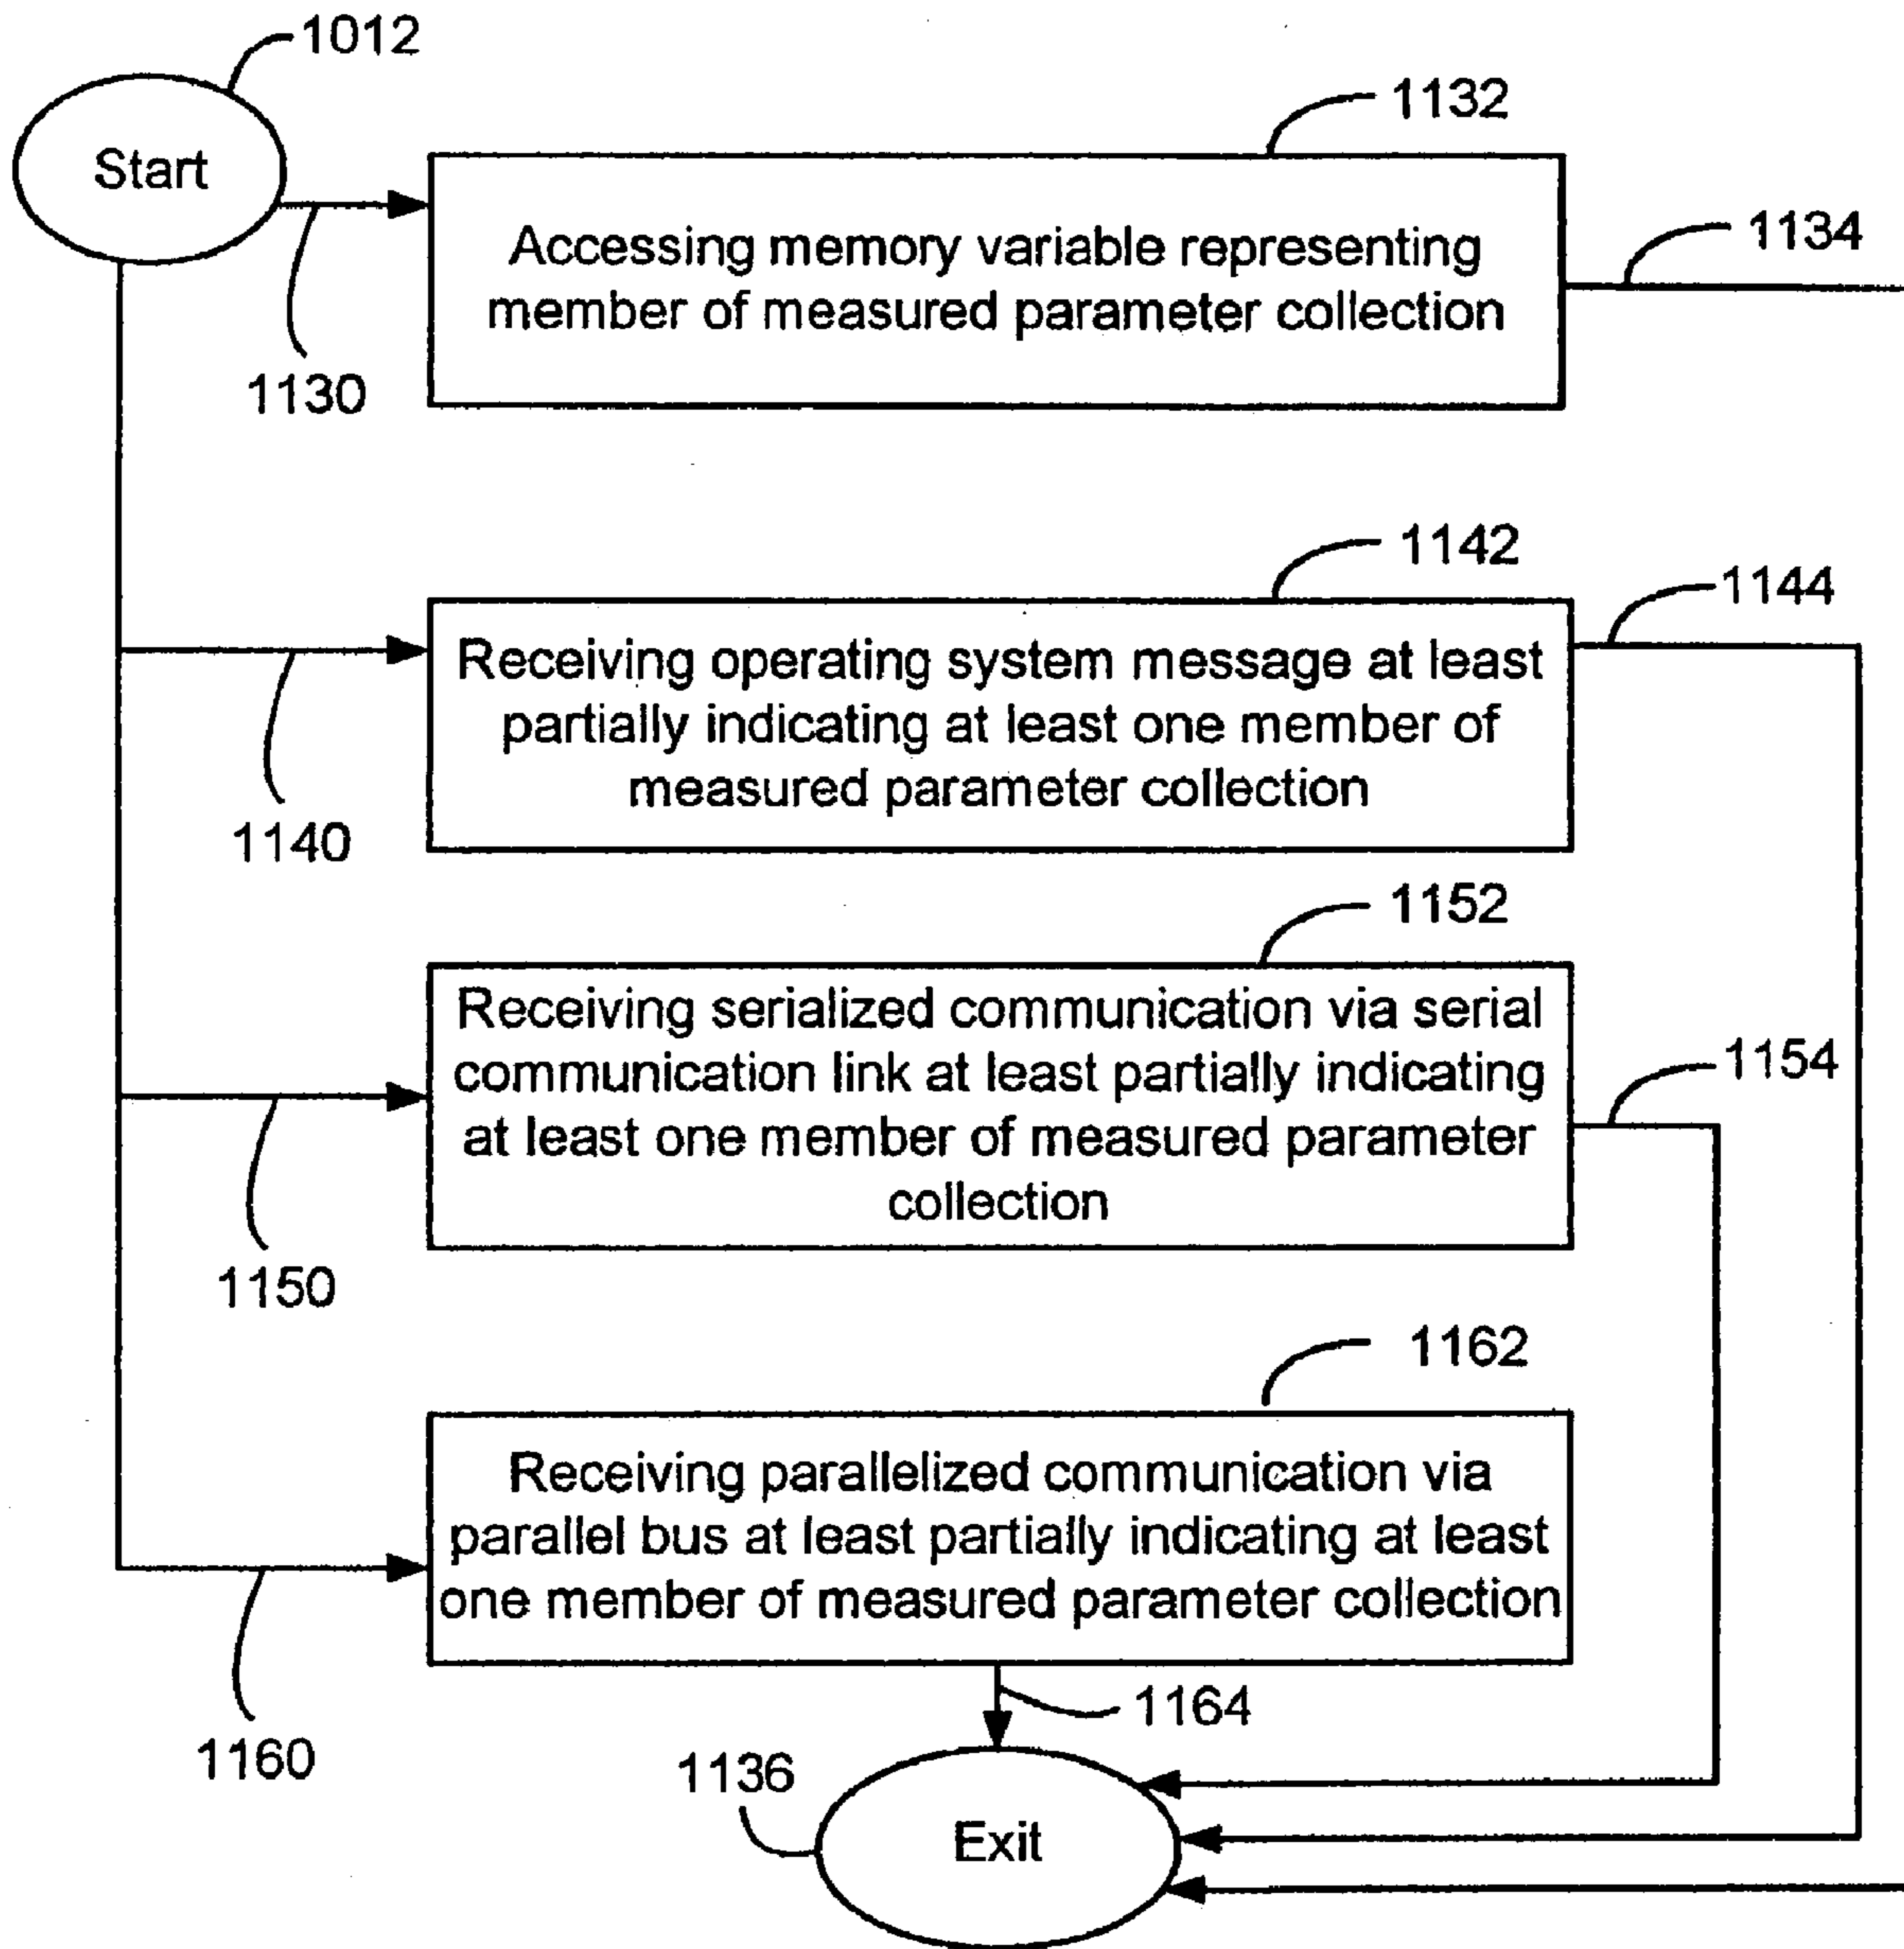 1012
Start
1132
Accessing memory variable representing
member of measured parameter collection
1134
1130
1142
1144
Receiving operating system message at least
partially indicating at least one member of
measured parameter collection
1140
1152
Receiving serialized communication via serial
communication link at least partially indicating
at least one member of measured parameter
collection
1154
1150
1162
Receiving parallelized communication via
parallel bus at least partially indicating at least
one member of measured parameter collection
1160
1164
1136
Exit